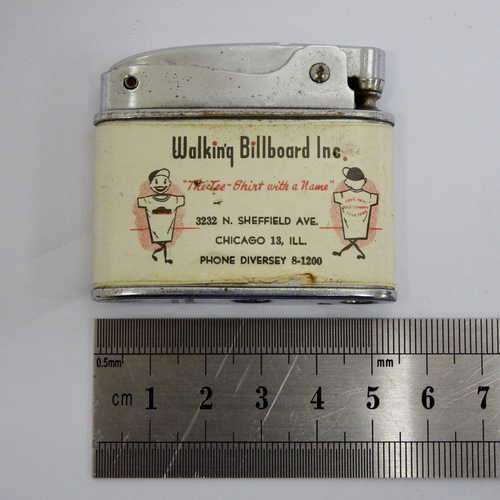 Walking Billboard Inc.
"The Tee-Shirt with a Name"
3232 N. SHEFFIELD AVE.
CHICAGO 13, ILL.
PHONE DIVERSEY 8-1200
0.5mm
mm
cm 1 2 3 4 5 6 7